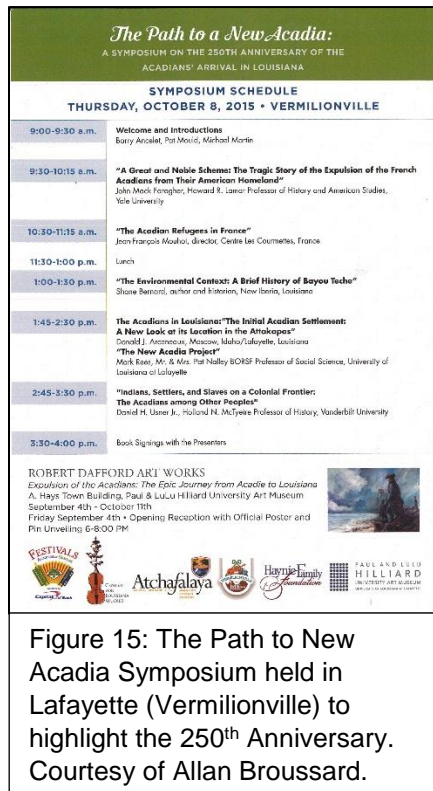 The Path to a New Acadia:
A SYMPOSIUM ON THE 250TH ANNIVERSARY OF THE
ACADIANS' ARRIVAL IN LOUISIANA
SYMPOSIUM SCHEDULE
THURSDAY, OCTOBER 8, 2015 • VERMILIONVILLE
9:00-9:30 a.m.
Welcome and Introductions
Barry Ancelet, Pat Mould, Michael Martin
9:30-10:15 a.m.
"A Great and Noble Scheme: The Tragic Story of the Expulsion of the French
Acadians from Their American Homeland"
John Mack Faragher, Howard R. Lamar Professor of History and American Studies,
Yale University
10:30-11:15 a.m.
"The Acadian Refugees in France"
Jean François Mouhot, director, Centre Les Courmettes, France
11:30-1:00 p.m.
Lunch
1:00-1:30 p.m.
"The Environmental Context: A Brief History of Bayou Teche"
Shane Bernard, author and historian, New Iberia, Louisiana
1:45-2:30 p.m.
The Acadians in Louisiana:"The Initial Acadian Settlement:
A New Look at its Location in the Attakapas"
Donald J. Arceneaux, Moscow, Idaho/Lafayette, Louisiana
"The New Acadia Project"
Mark Rees, Mr. & Mrs. Pat Nalley BORSF Professor of Social Science, University of
Louisiana at Lafayette
2:45-3:30 p.m.
"Indians, Settlers, and Slaves on a Colonial Frontier:
The Acadians among Other Peoples"
Daniel H. Usner Jr., Holland N. McTyeire Professor of History, Vanderbilt University
3:30-4:00 p.m.
Book Signings with the Presenters
ROBERT DAFFORD ART WORKS
Expulsion of the Acadians: The Epic Journey from Acadie to Louisiana
A. Hays Town Building, Paul & LuLu Hilliard University Art Museum
September 4th - October 11th
Friday September 4th • Opening Reception with Official Poster and
Pin Unveiling 6-8:00 PM
FESTIVALS
Atchafalaya
Haynie Family
Foundation
PAUL AND LULU
HILLIARD
UNIVERSITY ART MUSEUM
Figure 15: The Path to New
Acadia Symposium held in
Lafayette (Vermilionville) to
highlight the 250th Anniversary.
Courtesy of Allan Broussard.